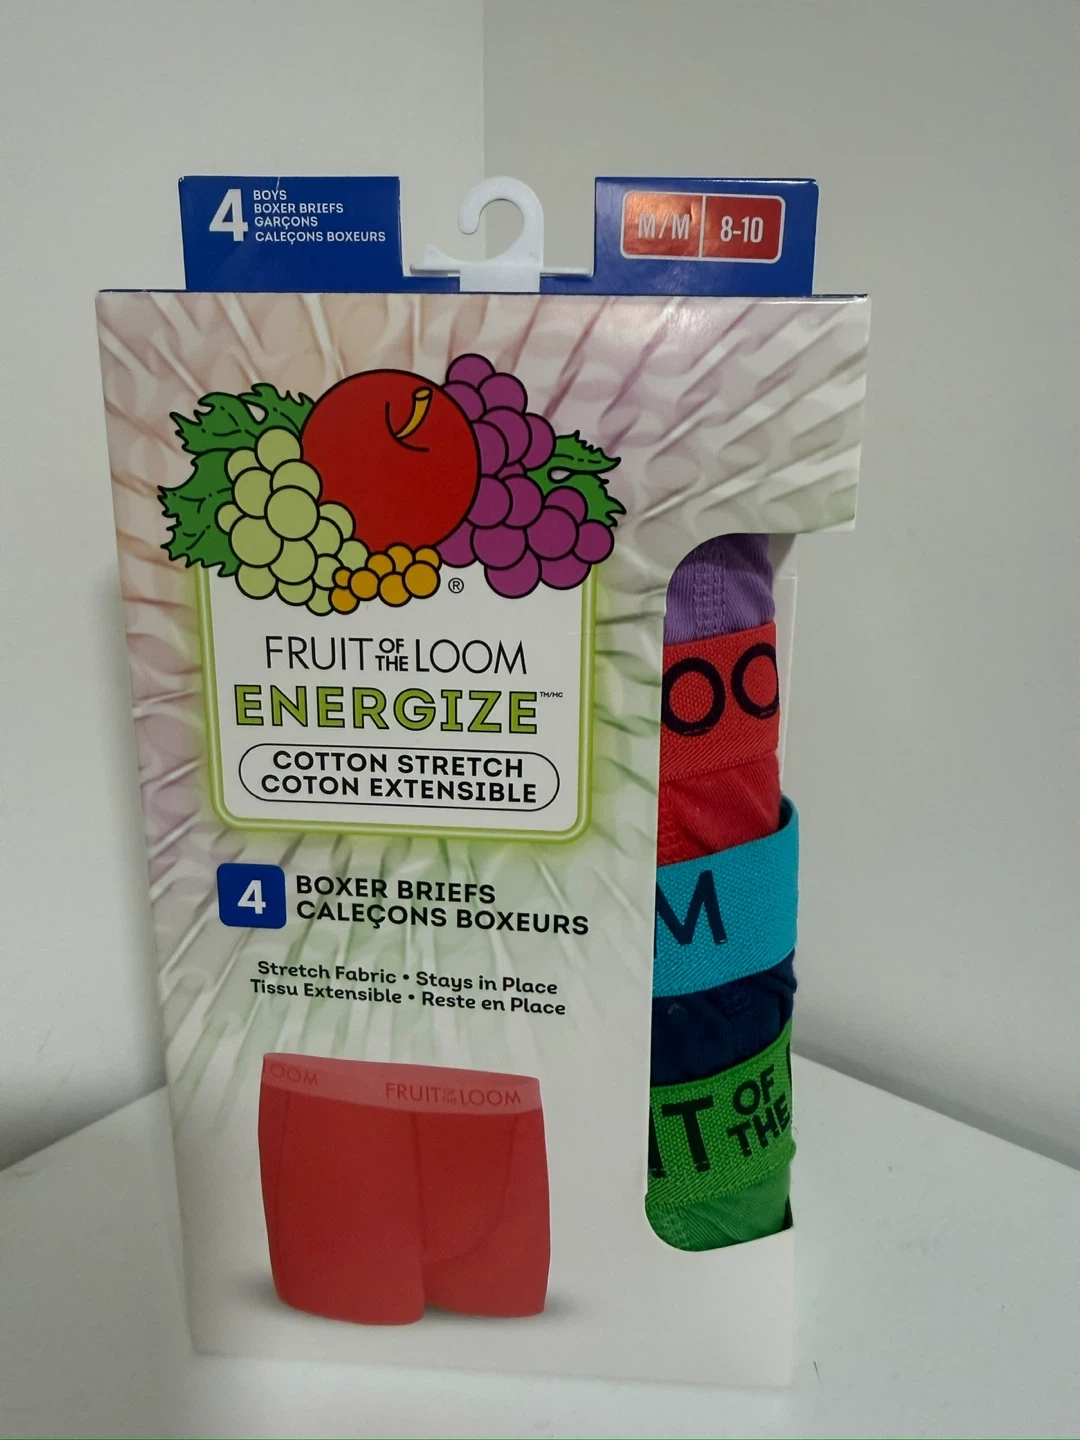 4
BOYS
BOXER BRIEFS
GARÇONS
CALEÇONS BOXEURS
M/M 8-10
®
FRUIT OF THE LOOM
ENERGIZE TM/MC
COTTON STRETCH
COTON EXTENSIBLE
4
BOXER BRIEFS
CALEÇONS BOXEURS
Stretch Fabric • Stays in Place
Tissu Extensible • Reste en Place
OOM FRUIT OF THE LOOM
OO
M
IT OF THE